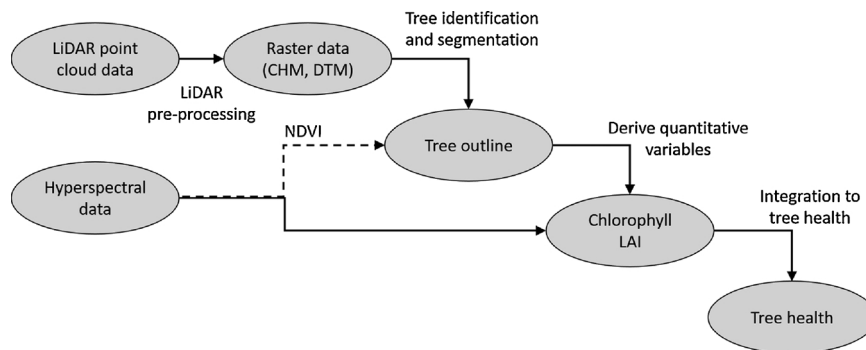 Tree identification
and segmentation
LiDAR point
cloud data
Raster data
(CHM, DTM)
LiDAR
pre-processing
NDVI
Tree outline
Derive quantitative
variables
Hyperspectral
data
Chlorophyll
LAI
Integration to
tree health
Tree health